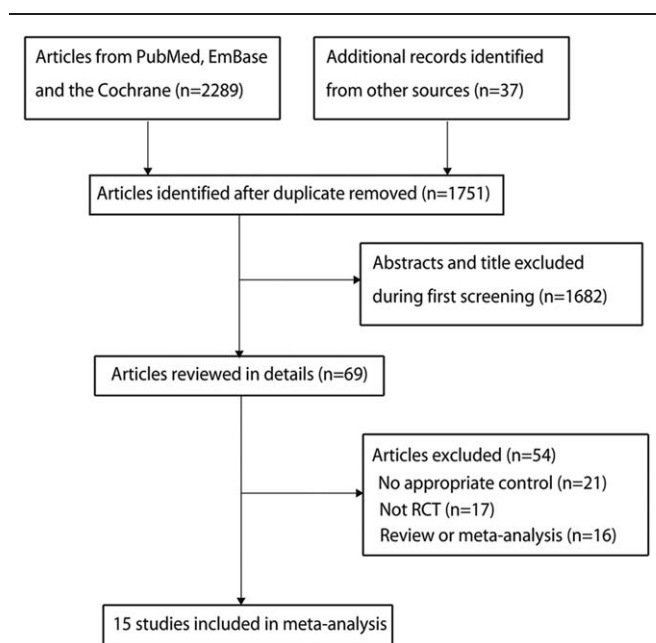 Articles from PubMed, EmBase
and the Cochrane (n=2289)
Additional records identified
from other sources (n=37)
Articles identified after duplicate removed (n=1751)
Abstracts and title excluded
during first screening (n=1682)
Articles reviewed in details (n=69)
Articles excluded (n=54)
No appropriate control (n=21)
Not RCT (n=17)
Review or meta-analysis (n=16)
15 studies included in meta-analysis